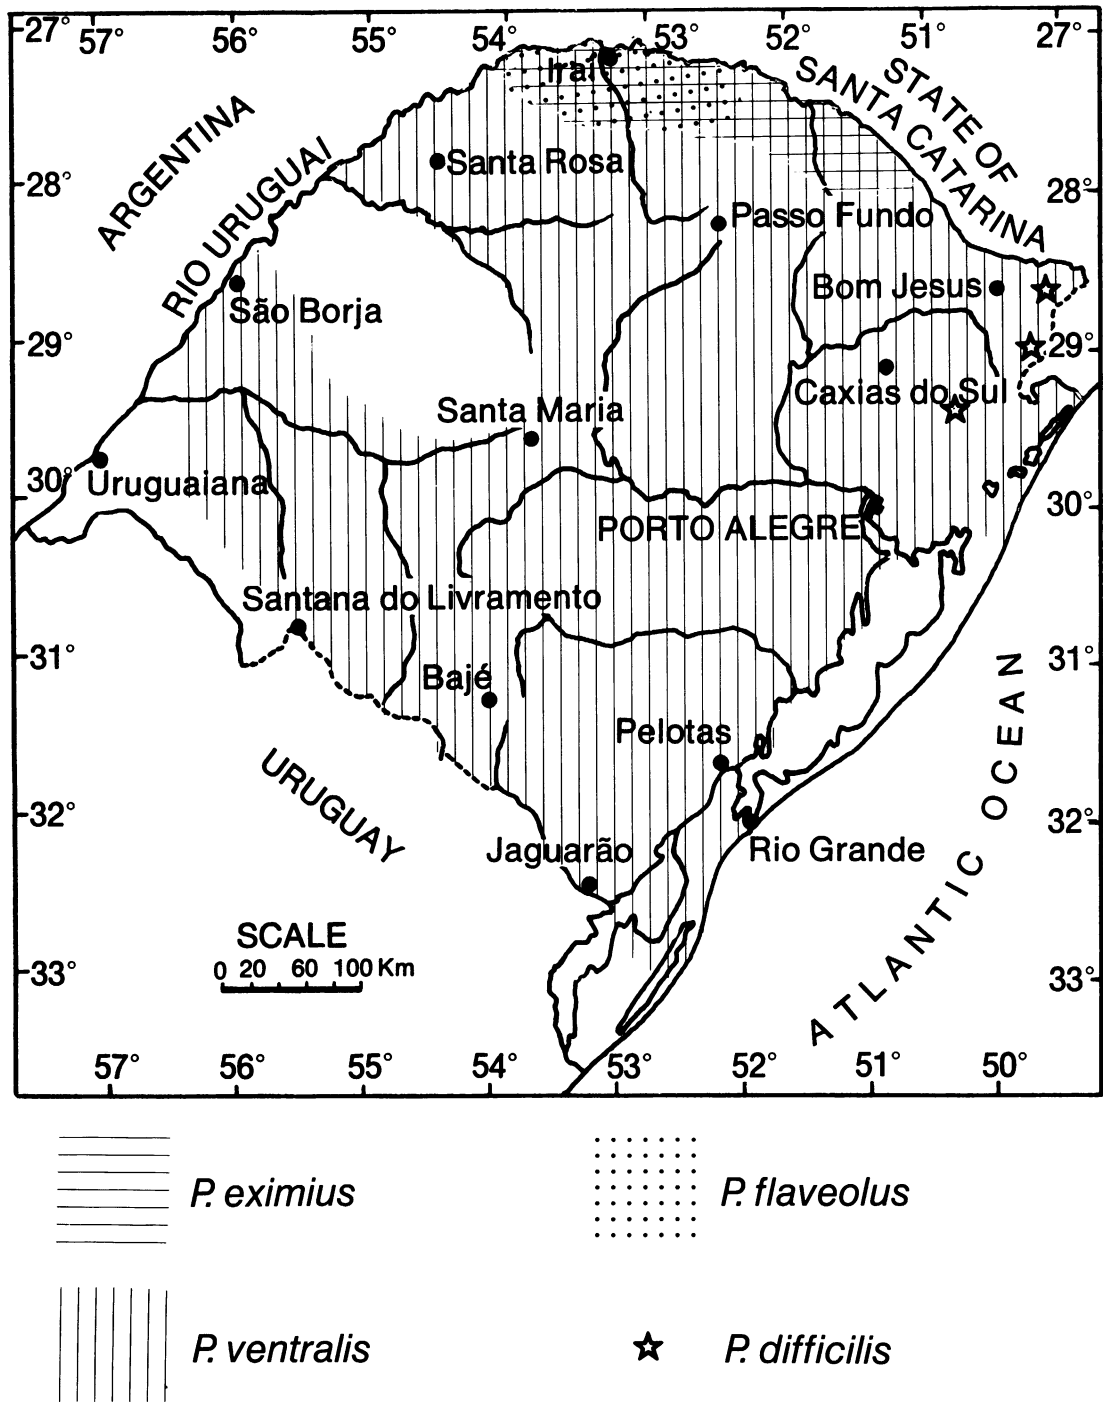 27° 57° 56° 55° 54° 53° 52° 51° 27°
Iraí
STATE OF
SANTA CATARINA
ARGENTINA
RIO URUGUAI
Santa Rosa
28° 28°
Passo Fundo
Bom Jesus
São Borja
29° 29°
Caxias do Sul
Santa Maria
30° Uruguaiana 30°
PORTO ALEGRE
Santana do Livramento
31° 31°
Bajé
Pelotas
URUGUAY
ATLANTIC OCEAN
32° 32°
Jaguarão
Rio Grande
SCALE
0 20 60 100 Km
33° 33°
57° 56° 55° 54° 53° 52° 51° 50°
P. eximius
P. flaveolus
P. ventralis
P. difficilis